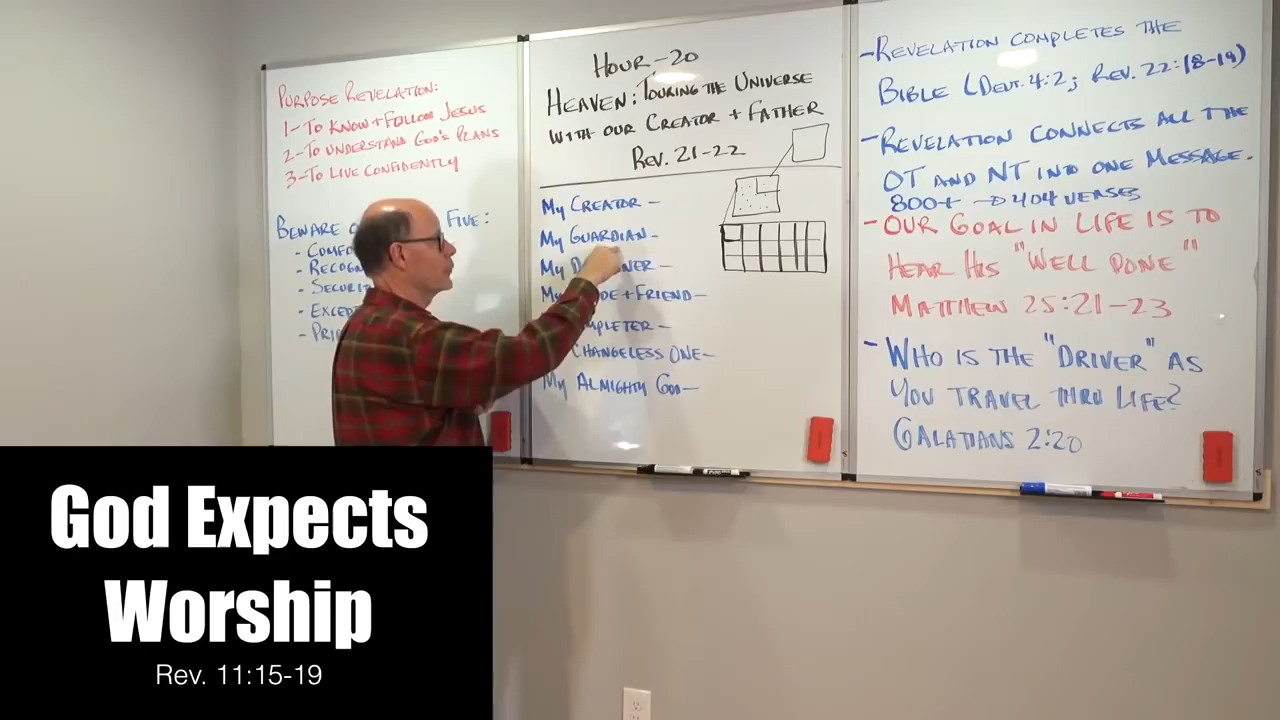 PURPOSE REVELATION:
1-TO KNOW+FOLLOW JESUS
2-TO UNDERSTAND GOD'S PLANS
3-TO LIVE CONFIDENTLY
BEWARE FIVE:
- COMFO
- RECOGN
- SECURIT
- EXCEPT
- PRID
HOUR-20
HEAVEN: TOURING THE UNIVERSE
WITH OUR CREATOR + FATHER
REV. 21-22
MY CREATOR -
MY GUARDIAN-
MY
DE+FRIEND-
MPLETER-
CHANGELESS ONE-
MY ALMIGHTY GOD-
-REVELATION COMPLETES THE
BIBLE (DEUT. 4:2; REV. 22:18-19)
-REVELATION CONNECTS ALL THE
OT AND NT INTO ONE MESSAGE.
800+ → 404 VERSES
-OUR GOAL IN LIFE IS TO
HEAR HIS "WELL DONE"
MATTHEW 25:21-23
- WHO IS THE "DRIVER" AS
YOU TRAVEL THRU LIFE?
GALATIANS 2:20
God Expects
Worship
Rev. 11:15-19